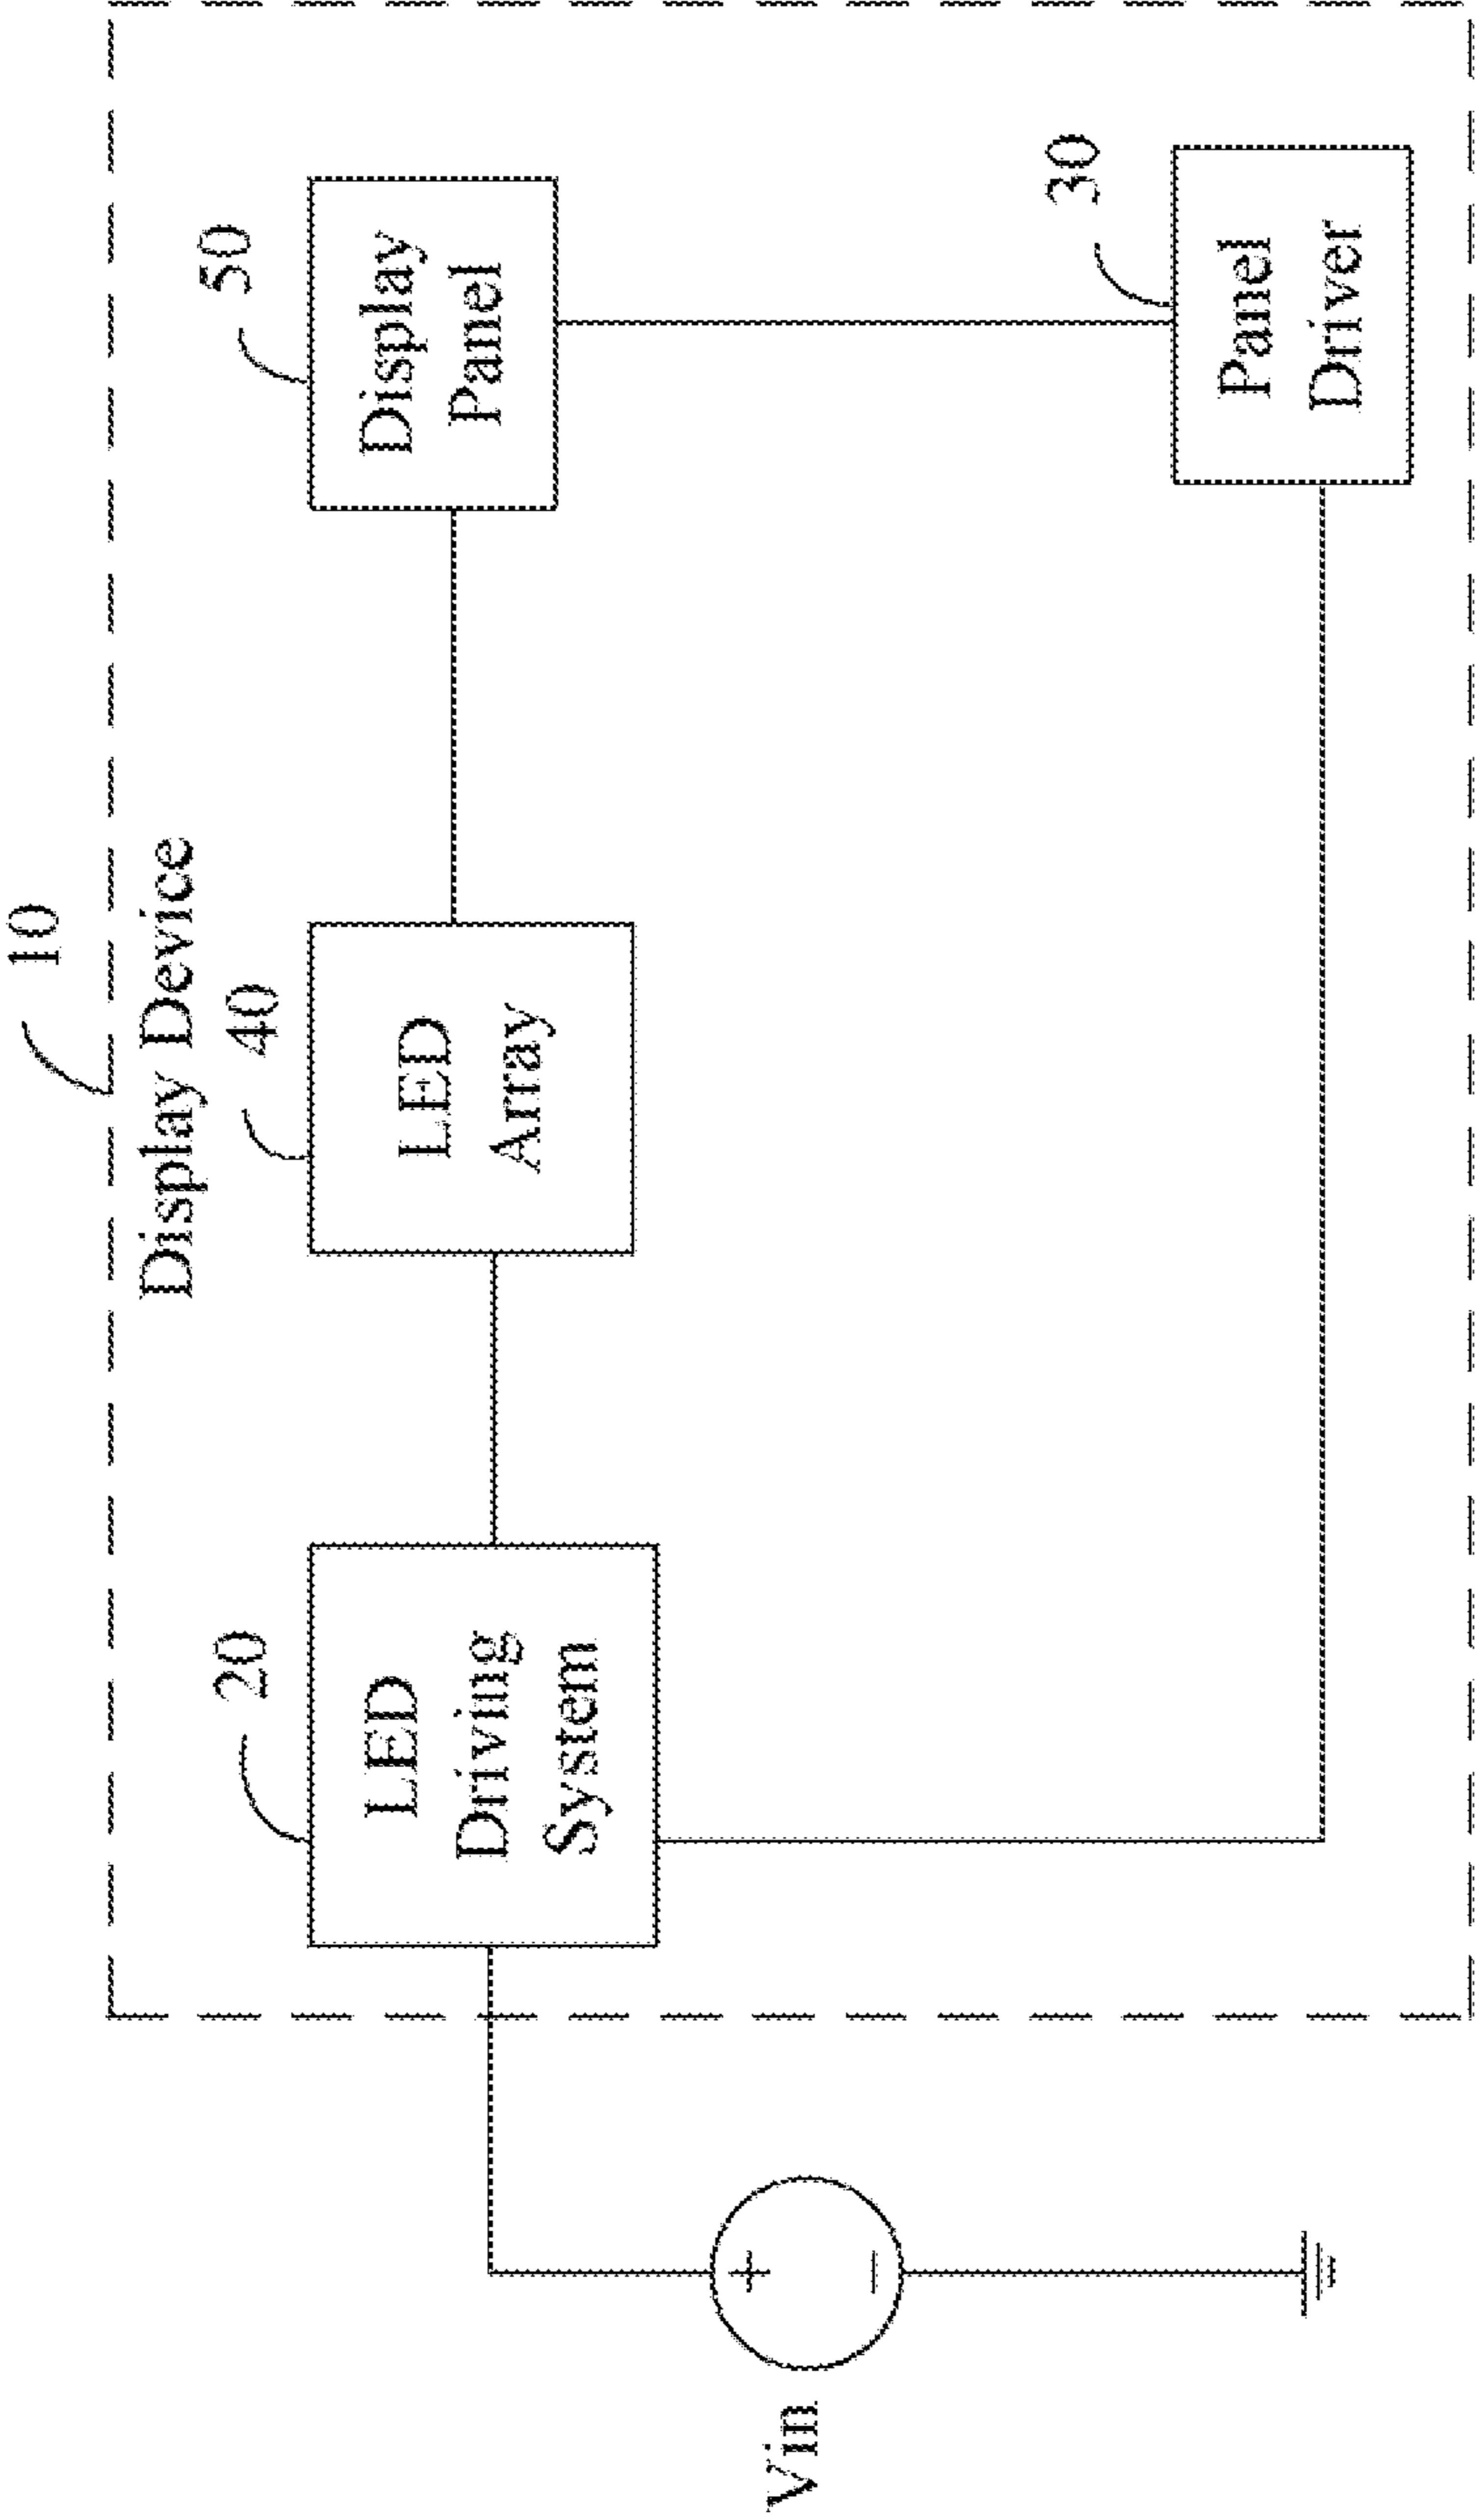 10
Display Device
20
LED
Driving
System
40
LED
Array
50
Display
Panel
30
Panel
Driver
Vin
+
−